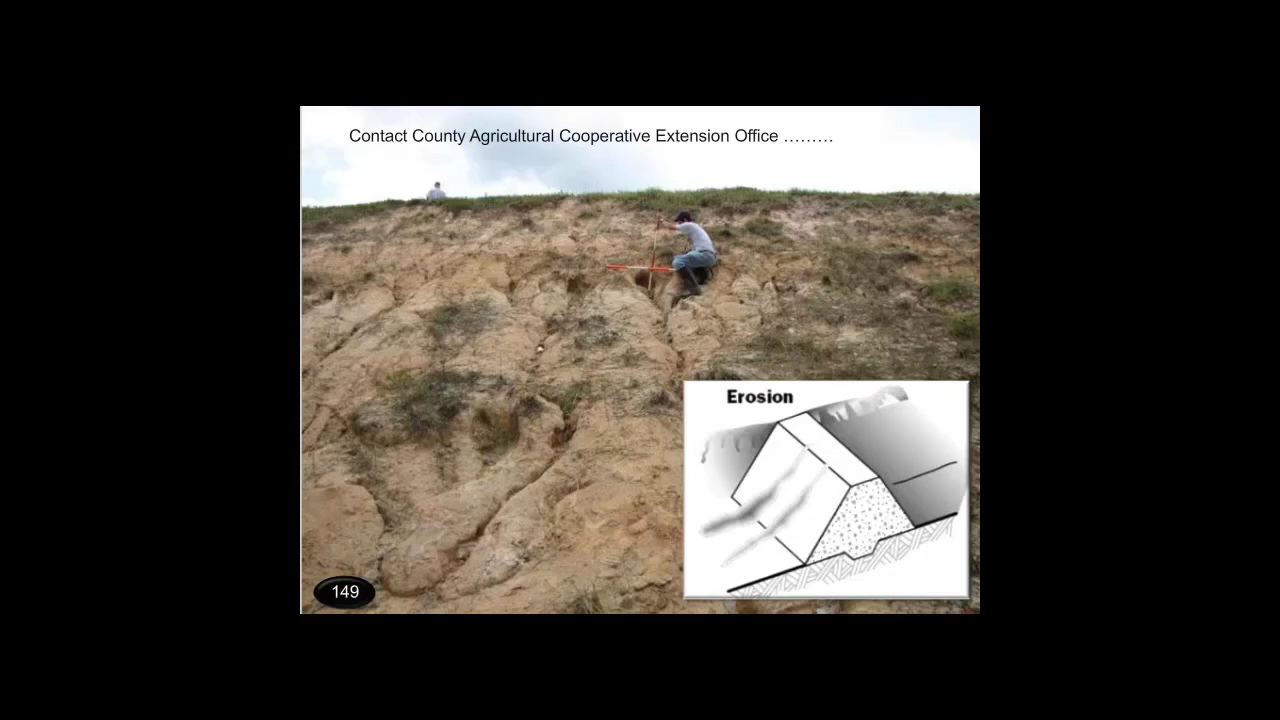 Contact County Agricultural Cooperative Extension Office ………
Erosion
149